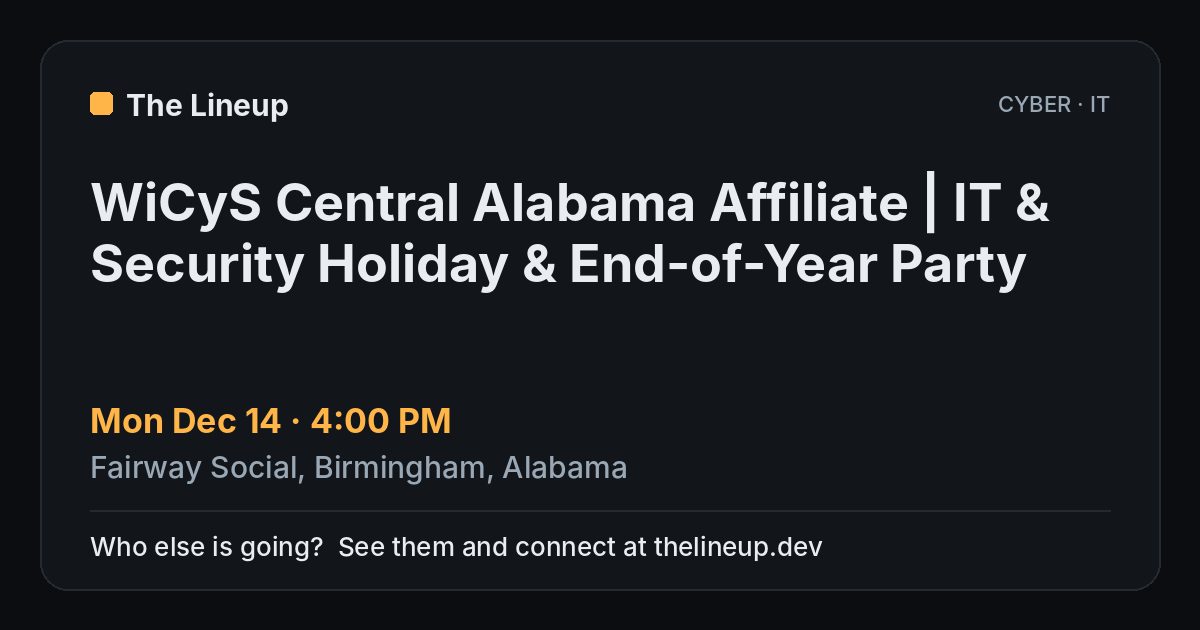 The Lineup
CYBER · IT
WiCyS Central Alabama Affiliate | IT &
Security Holiday & End-of-Year Party
Mon Dec 14 · 4:00 PM
Fairway Social, Birmingham, Alabama
Who else is going?  See them and connect at thelineup.dev